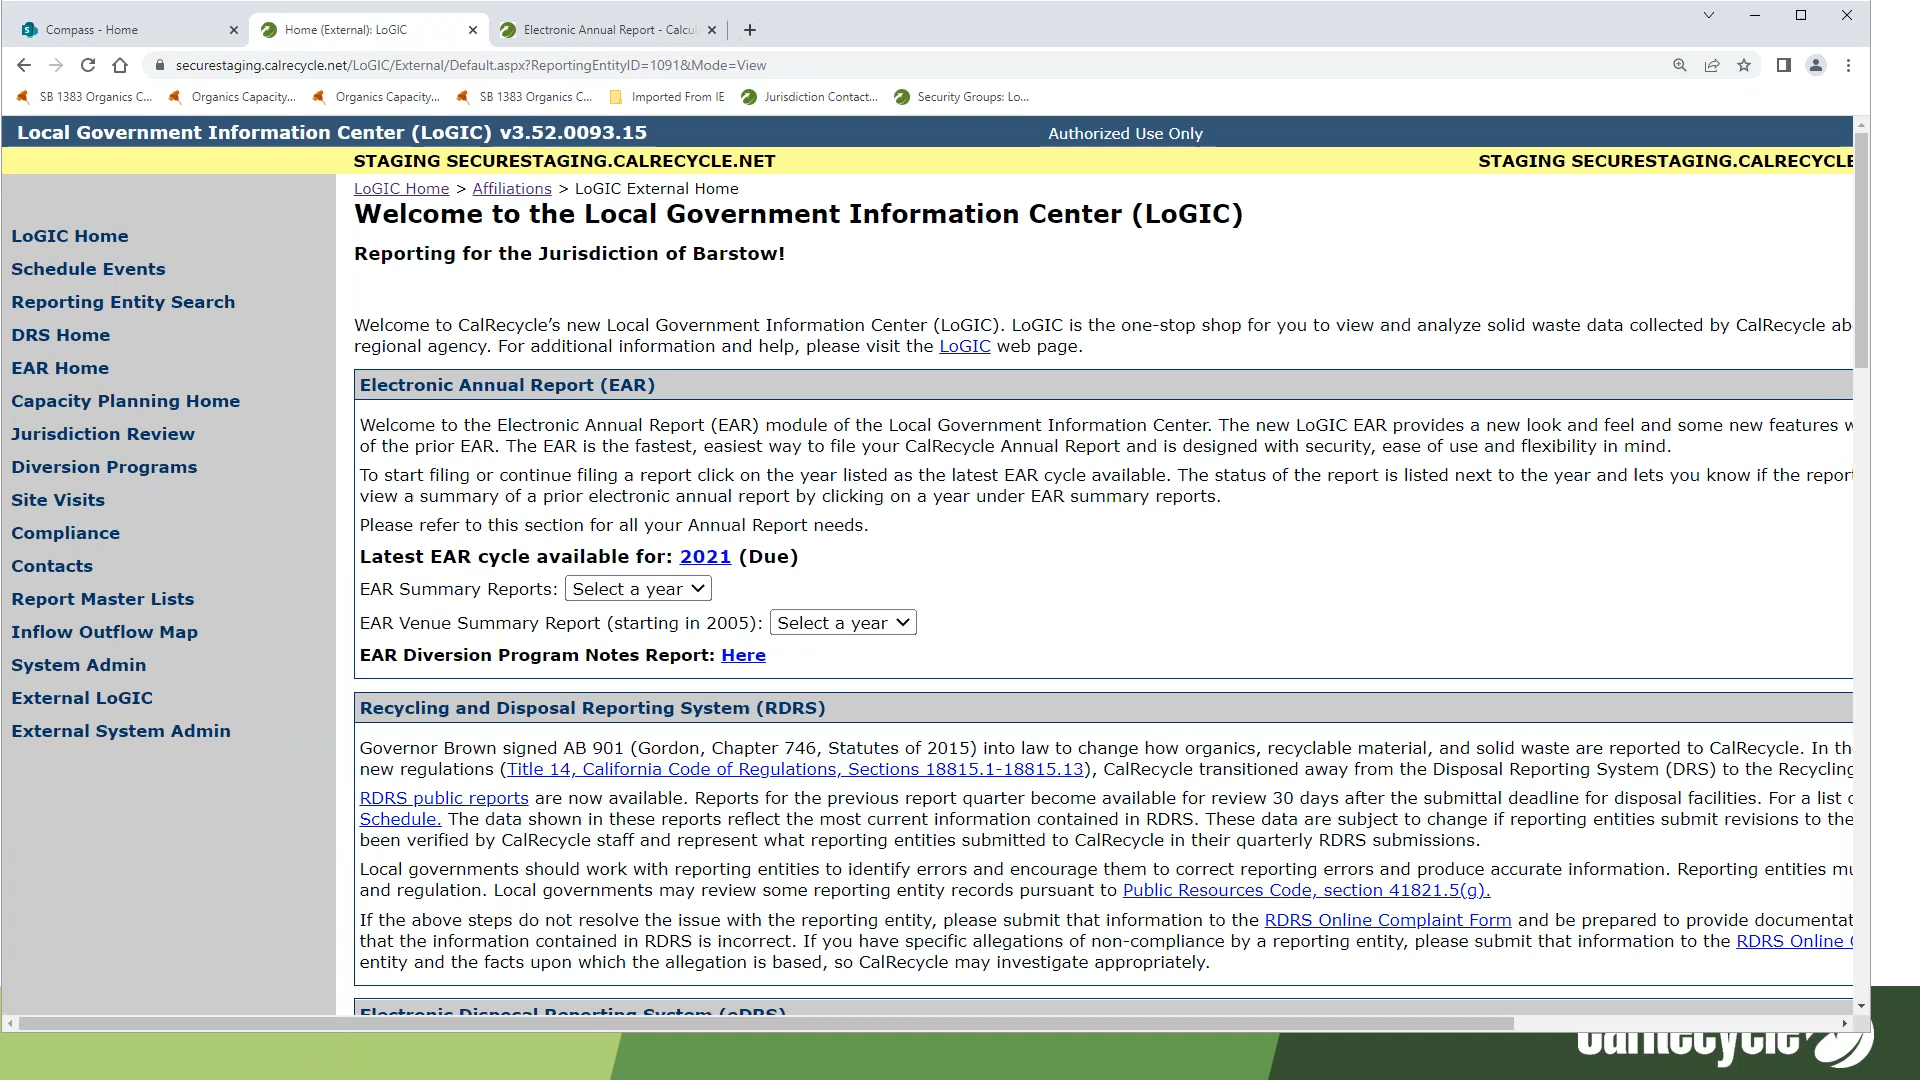 Compass - Home
Home (External): LoGIC
Electronic Annual Report - Calcul
securestaging.calrecycle.net/LoGIC/External/Default.aspx?ReportingEntityID=1091&Mode=View
SB 1383 Organics C... Organics Capacity... Organics Capacity... SB 1383 Organics C... Imported From IE Jurisdiction Contact... Security Groups: Lo...
Local Government Information Center (LoGIC) v3.52.0093.15
Authorized Use Only
STAGING SECURESTAGING.CALRECYCLE.NET
STAGING SECURESTAGING.CALRECYCLE
LoGIC Home > Affiliations > LoGIC External Home
Welcome to the Local Government Information Center (LoGIC)
Reporting for the Jurisdiction of Barstow!
LoGIC Home
Schedule Events
Reporting Entity Search
DRS Home
EAR Home
Capacity Planning Home
Jurisdiction Review
Diversion Programs
Site Visits
Compliance
Contacts
Report Master Lists
Inflow Outflow Map
System Admin
External LoGIC
External System Admin
Welcome to CalRecycle’s new Local Government Information Center (LoGIC). LoGIC is the one-stop shop for you to view and analyze solid waste data collected by CalRecycle ab
regional agency. For additional information and help, please visit the LoGIC web page.
Electronic Annual Report (EAR)
Welcome to the Electronic Annual Report (EAR) module of the Local Government Information Center. The new LoGIC EAR provides a new look and feel and some new features w
of the prior EAR. The EAR is the fastest, easiest way to file your CalRecycle Annual Report and is designed with security, ease of use and flexibility in mind.
To start filing or continue filing a report click on the year listed as the latest EAR cycle available. The status of the report is listed next to the year and lets you know if the report
view a summary of a prior electronic annual report by clicking on a year under EAR summary reports.
Please refer to this section for all your Annual Report needs.
Latest EAR cycle available for: 2021 (Due)
EAR Summary Reports: Select a year
EAR Venue Summary Report (starting in 2005): Select a year
EAR Diversion Program Notes Report: Here
Recycling and Disposal Reporting System (RDRS)
Governor Brown signed AB 901 (Gordon, Chapter 746, Statutes of 2015) into law to change how organics, recyclable material, and solid waste are reported to CalRecycle. In th
new regulations (Title 14, California Code of Regulations, Sections 18815.1-18815.13), CalRecycle transitioned away from the Disposal Reporting System (DRS) to the Recycling
RDRS public reports are now available. Reports for the previous report quarter become available for review 30 days after the submittal deadline for disposal facilities. For a list o
Schedule. The data shown in these reports reflect the most current information contained in RDRS. These data are subject to change if reporting entities submit revisions to the
been verified by CalRecycle staff and represent what reporting entities submitted to CalRecycle in their quarterly RDRS submissions.
Local governments should work with reporting entities to identify errors and encourage them to correct reporting errors and produce accurate information. Reporting entities mu
and regulation. Local governments may review some reporting entity records pursuant to Public Resources Code, section 41821.5(g).
If the above steps do not resolve the issue with the reporting entity, please submit that information to the RDRS Online Complaint Form and be prepared to provide documentat
that the information contained in RDRS is incorrect. If you have specific allegations of non-compliance by a reporting entity, please submit that information to the RDRS Online
entity and the facts upon which the allegation is based, so CalRecycle may investigate appropriately.
Electronic Disposal Reporting System (eDRS)
CalRecycle